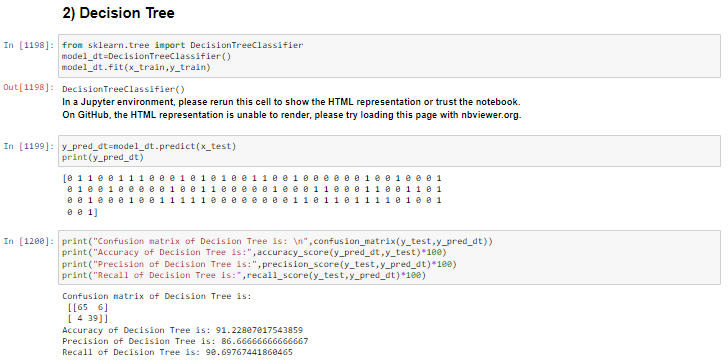 2) Decision Tree
In [1198]: from sklearn.tree import DecisionTreeClassifier
model_dt=DecisionTreeClassifier()
model_dt.fit(x_train,y_train)
Out[1198]: DecisionTreeClassifier()
In a Jupyter environment, please rerun this cell to show the HTML representation or trust the notebook.
On GitHub, the HTML representation is unable to render, please try loading this page with nbviewer.org.
In [1199]: y_pred_dt=model_dt.predict(x_test)
print(y_pred_dt)
[0 1 1 0 0 1 1 1 0 0 0 1 0 1 0 1 0 0 1 1 0 0 1 0 0 0 0 0 0 1 0 0 1 0 0 0 1
0 1 0 0 1 0 0 0 0 0 1 0 0 1 1 0 0 0 0 0 1 0 0 0 1 1 0 0 0 1 1 0 0 1 1 0 1
0 0 1 0 0 0 1 0 0 1 1 1 1 1 0 0 0 0 0 0 0 0 1 1 0 1 1 0 1 1 1 1 0 1 0 0 1
0 0 1]
In [1200]: print("Confusion matrix of Decision Tree is: \n",confusion_matrix(y_test,y_pred_dt))
print("Accuracy of Decision Tree is:",accuracy_score(y_pred_dt,y_test)*100)
print("Precision of Decision Tree is:",precision_score(y_test,y_pred_dt)*100)
print("Recall of Decision Tree is:",recall_score(y_test,y_pred_dt)*100)
Confusion matrix of Decision Tree is:
[[65 6]
[ 4 39]]
Accuracy of Decision Tree is: 91.22807017543859
Precision of Decision Tree is: 86.66666666666667
Recall of Decision Tree is: 90.69767441860465